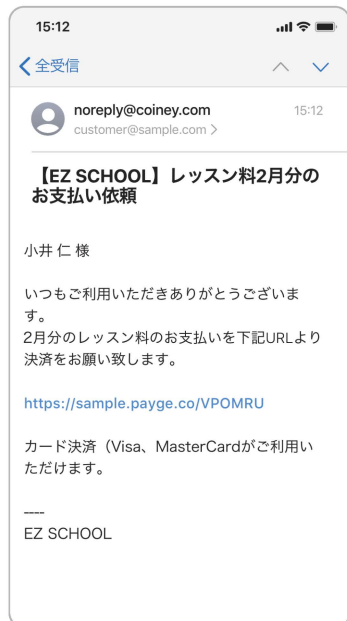 15:12
全受信
noreply@coiney.com 15:12
customer@sample.com >
【EZ SCHOOL】レッスン料2月分の
お支払い依頼
小井 仁 様
いつもご利用いただきありがとうございま
す。
2月分のレッスン料のお支払いを下記URLより
決済をお願い致します。
https://sample.payge.co/VPOMRU
カード決済（Visa、MasterCardがご利用い
ただけます。
----
EZ SCHOOL